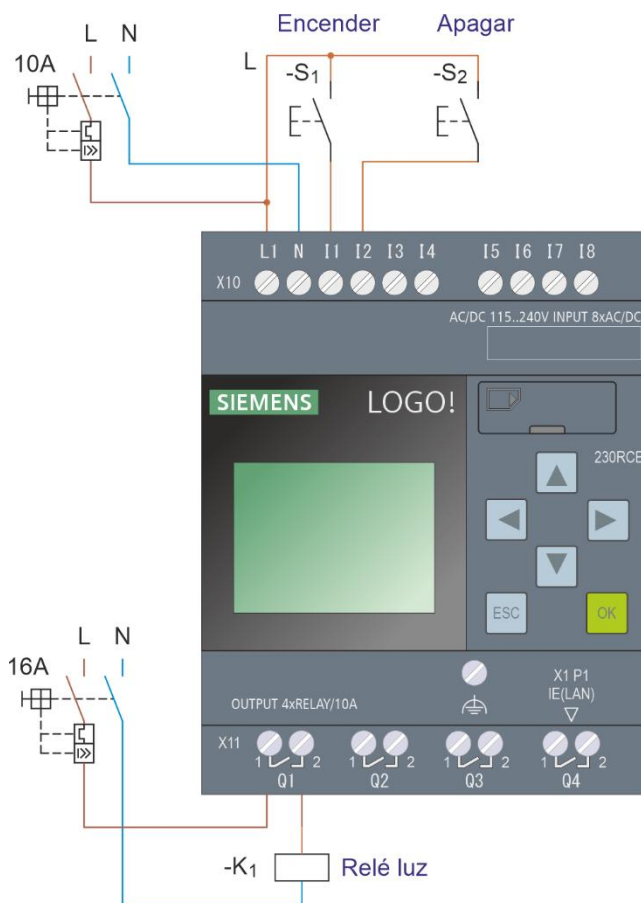 Encender Apagar
L N
10A
L
-S1 -S2
L1 N I1 I2 I3 I4 I5 I6 I7 I8
X10
AC/DC 115..240V INPUT 8xAC/DC
SIEMENS LOGO!
230RCE
ESC OK
L N
16A
X1 P1
IE(LAN)
OUTPUT 4xRELAY/10A
X11
1 2 1 2 1 2 1 2
Q1 Q2 Q3 Q4
-K1 Relé luz